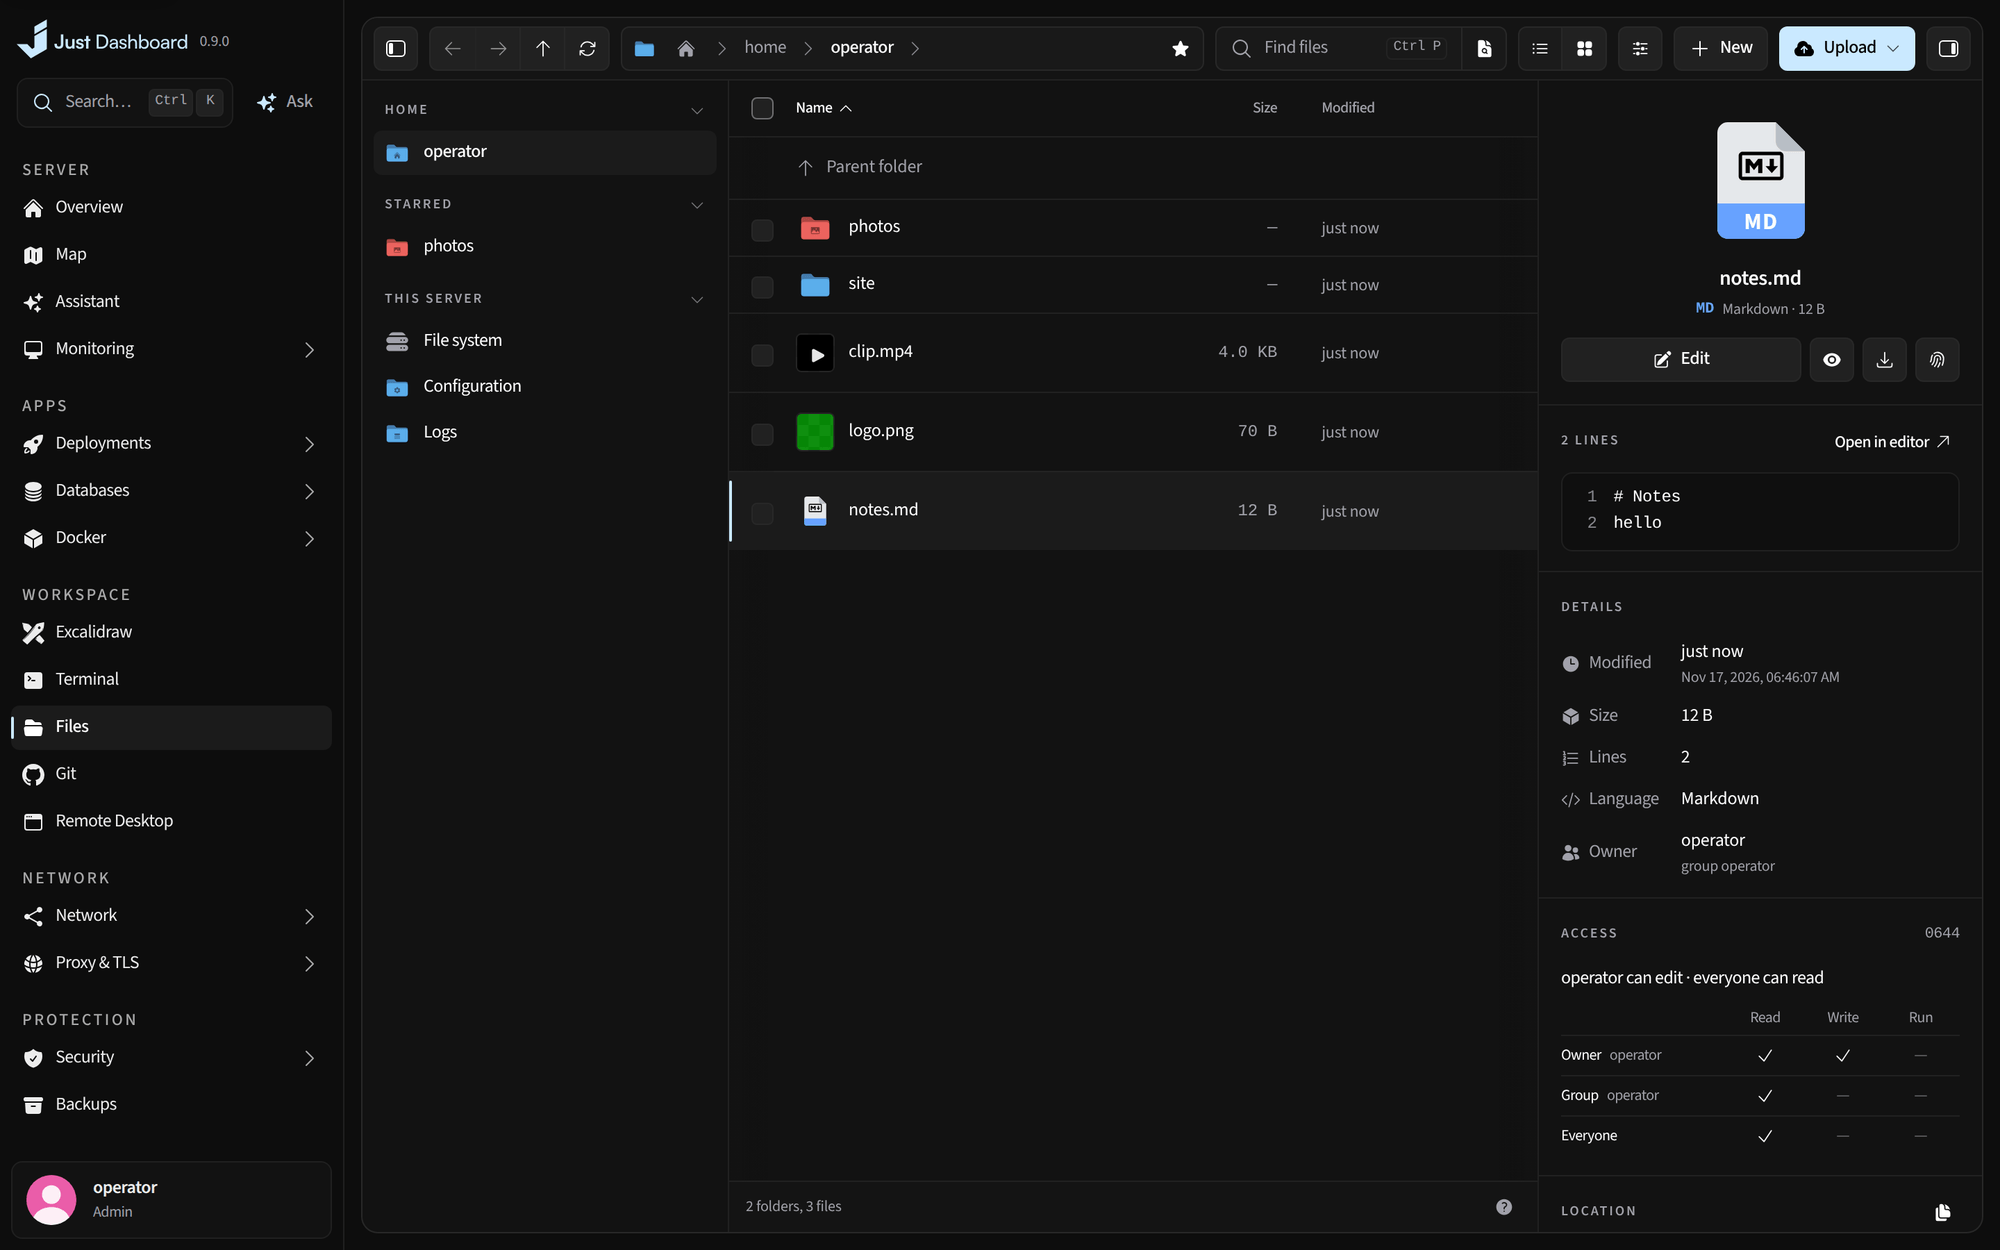 Just Dashboard 0.9.0
Search... Ctrl K Ask
SERVER
Overview
Map
Assistant
Monitoring
APPS
Deployments
Databases
Docker
WORKSPACE
Excalidraw
Terminal
Files
Git
Remote Desktop
NETWORK
Network
Proxy & TLS
PROTECTION
Security
Backups
operator
Admin
home operator
Find files Ctrl P
New
Upload
HOME
operator
STARRED
photos
THIS SERVER
File system
Configuration
Logs
Name Size Modified
Parent folder
photos — just now
site — just now
clip.mp4 4.0 KB just now
logo.png 70 B just now
notes.md 12 B just now
2 folders, 3 files
MD
notes.md
MD Markdown · 12 B
Edit
2 LINES Open in editor
1 # Notes
2 hello
DETAILS
Modified just now
Nov 17, 2026, 06:46:07 AM
Size 12 B
Lines 2
Language Markdown
Owner operator
group operator
ACCESS 0644
operator can edit · everyone can read
Read Write Run
Owner operator — 
Group operator — —
Everyone — —
LOCATION